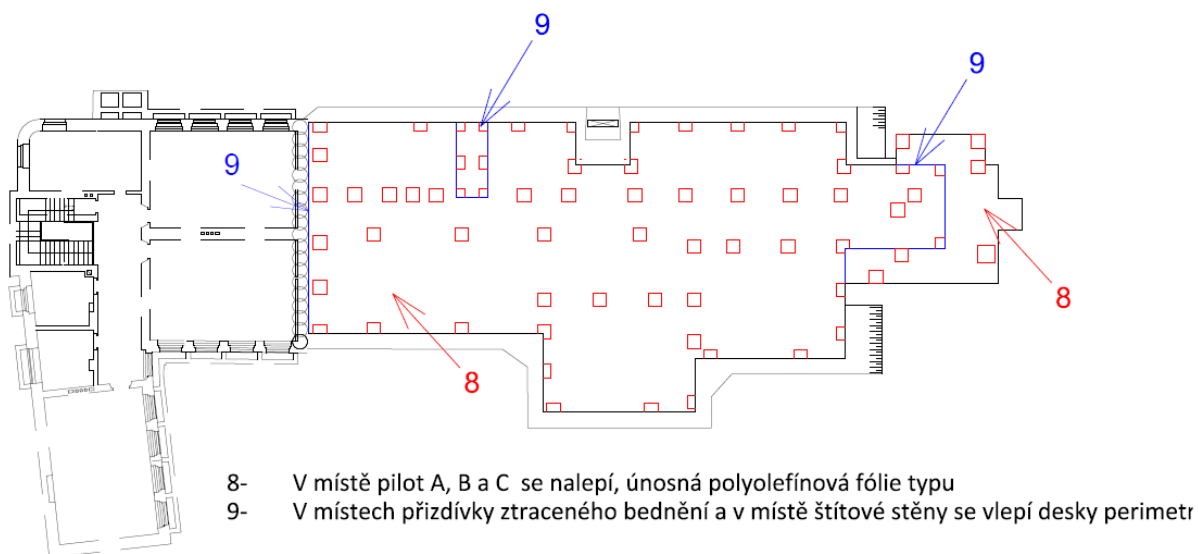 9
9
9
8
8
8- V místě pilot A, B a C se nalepí, únosná polyolefínová fólie typu
9- V místech přizdívky ztraceného bednění a v místě štítové stěny se vlepí desky perimetr